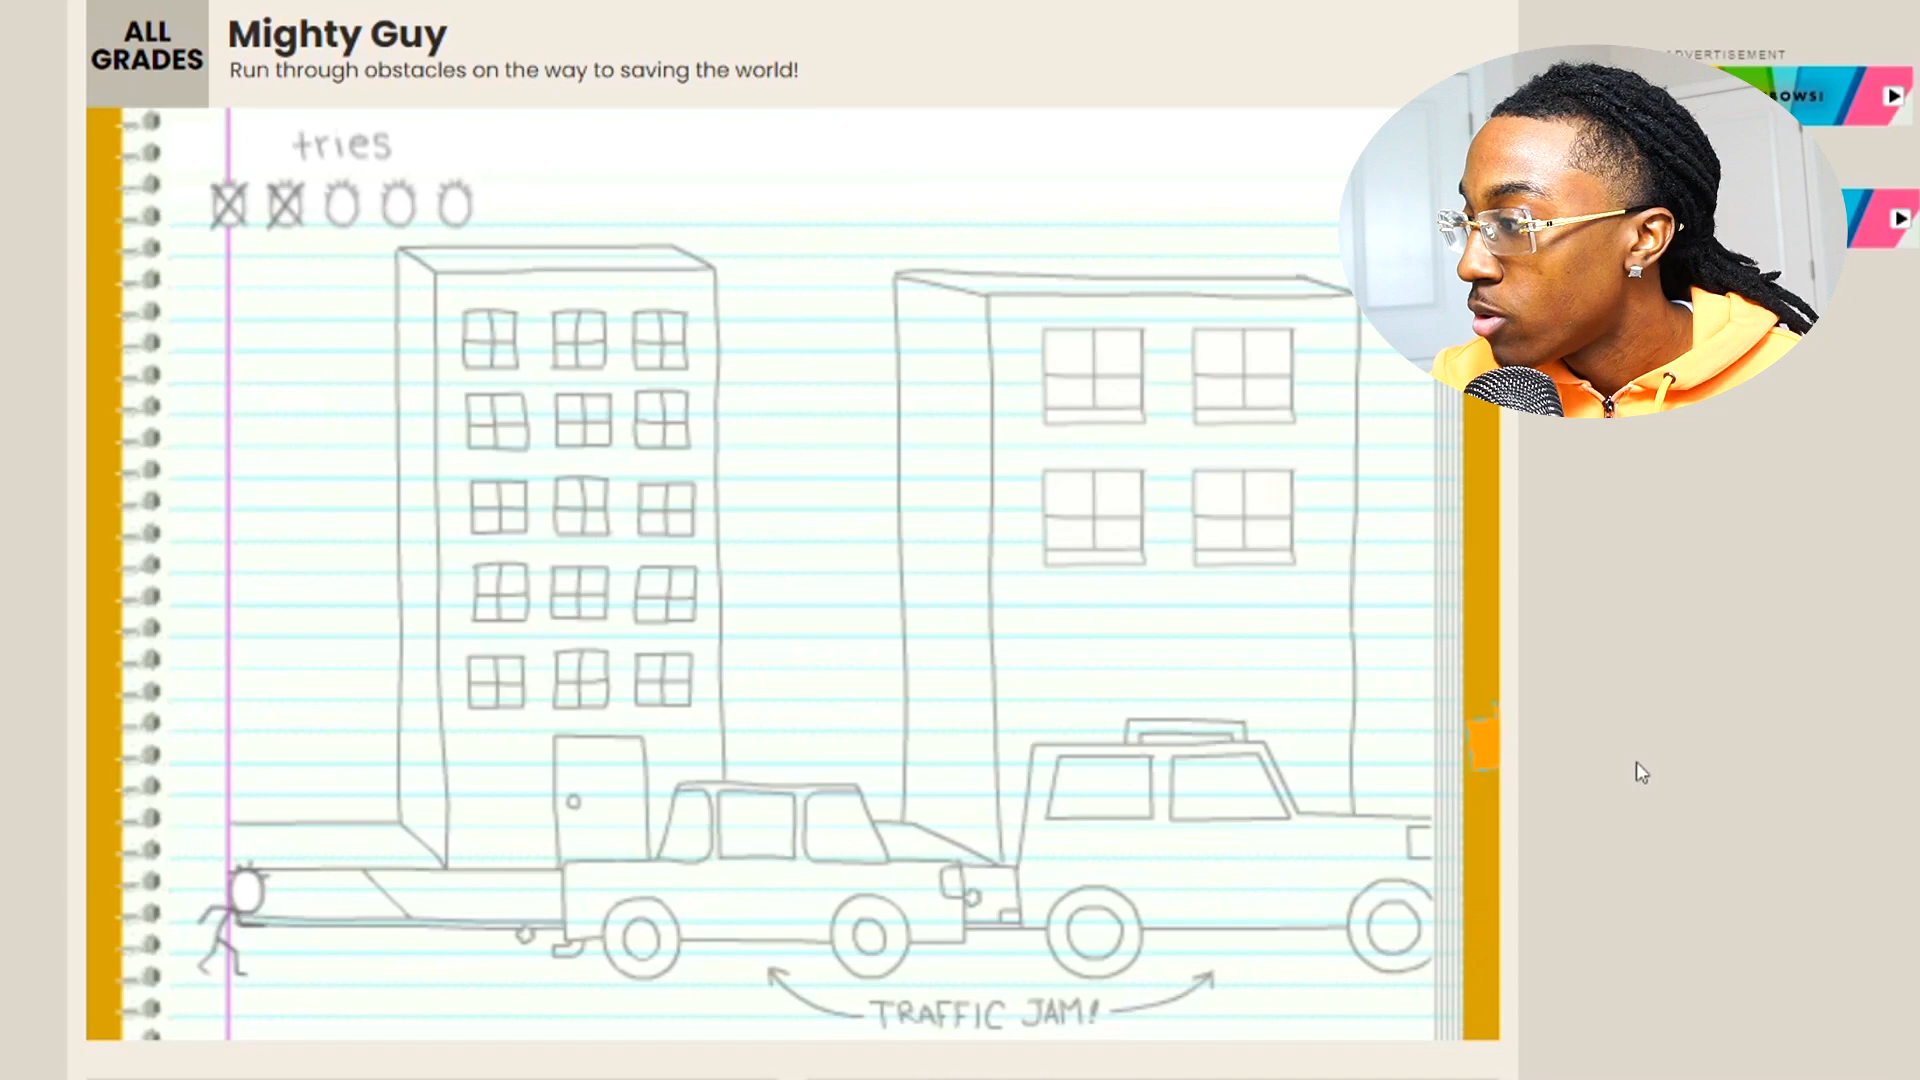 ALL
GRADES
Mighty Guy
Run through obstacles on the way to saving the world!
tries
TRAFFIC JAM!